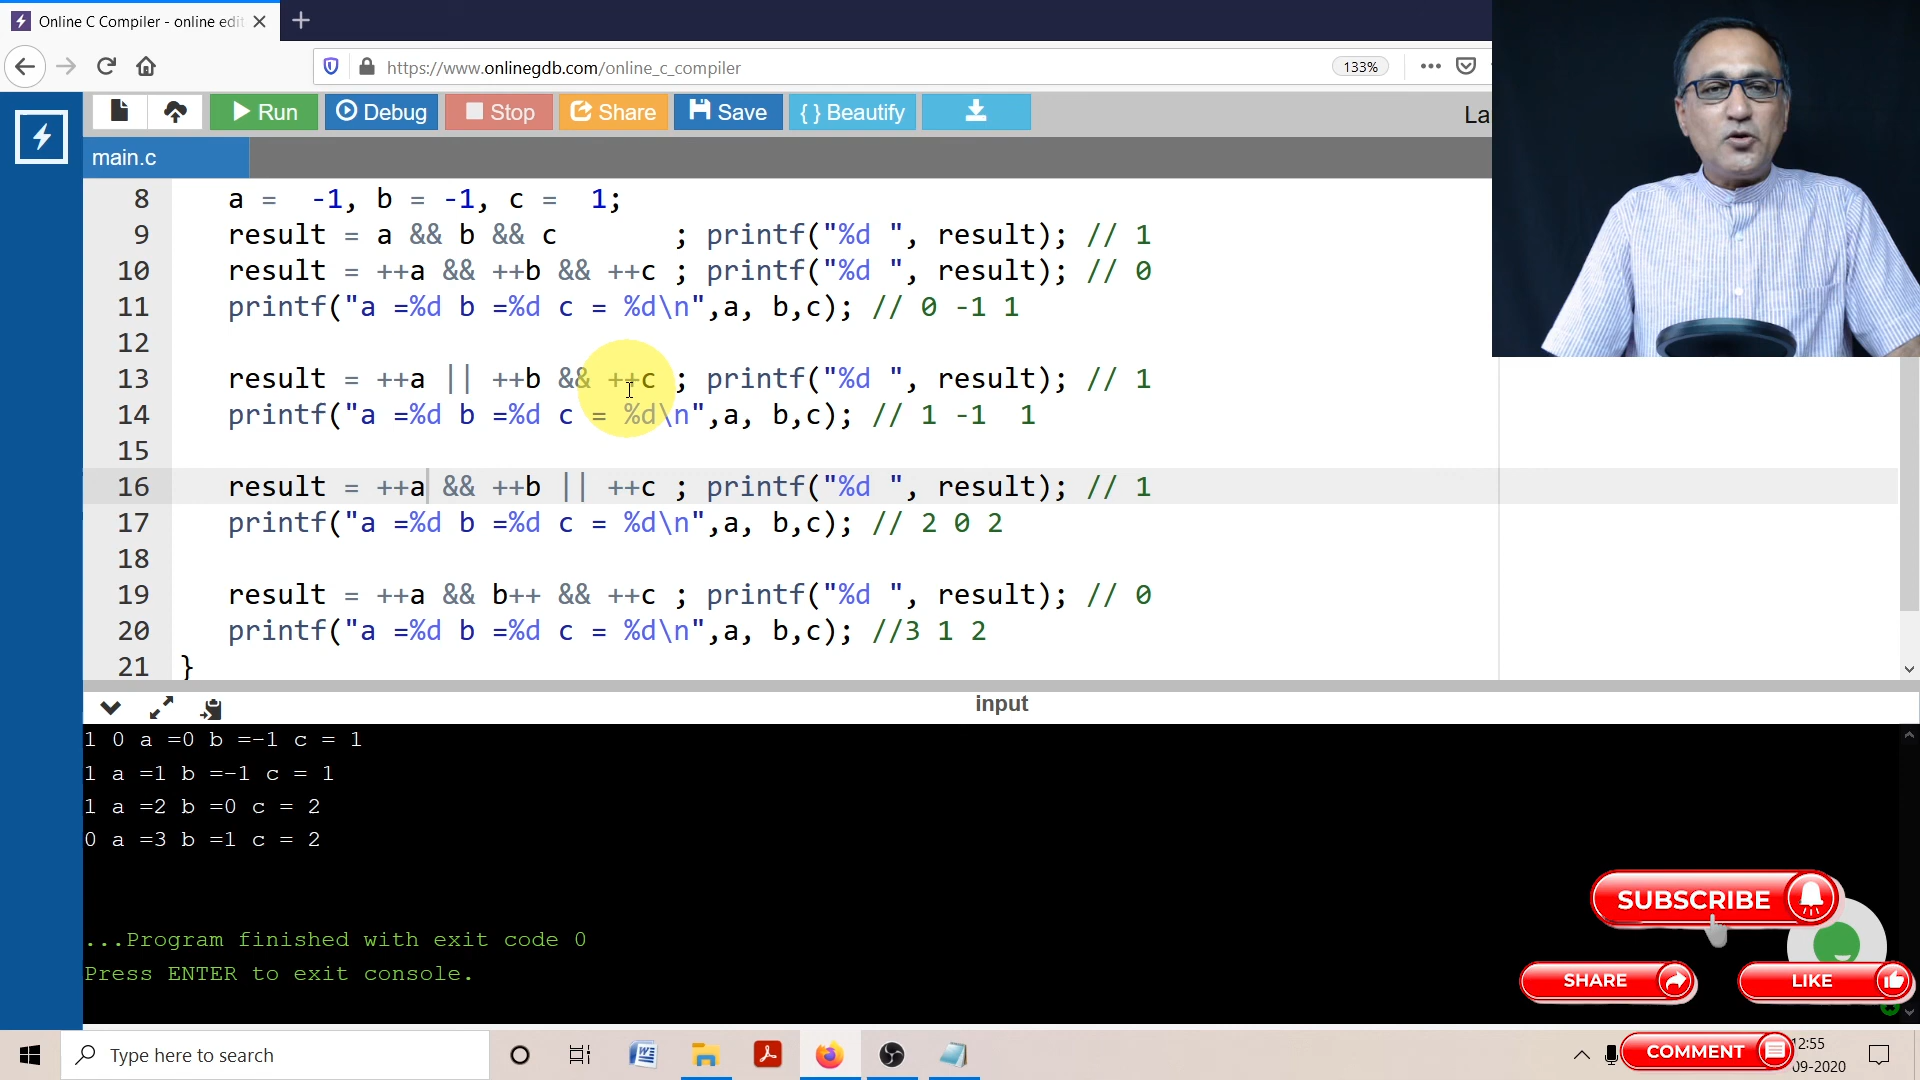 Online C Compiler - online edit
https://www.onlinegdb.com/online_c_compiler
133%
Run Debug Stop Share Save { } Beautify La
main.c
8 a =  -1, b = -1, c =  1;
9 result = a && b && c       ; printf("%d ", result); // 1
10 result = ++a && ++b && ++c ; printf("%d ", result); // 0
11 printf("a =%d b =%d c = %d\n",a, b,c); // 0 -1 1
12
13 result = ++a || ++b && ++c ; printf("%d ", result); // 1
14 printf("a =%d b =%d c = %d\n",a, b,c); // 1 -1  1
15
16 result = ++a && ++b || ++c ; printf("%d ", result); // 1
17 printf("a =%d b =%d c = %d\n",a, b,c); // 2 0 2
18
19 result = ++a && b++ && ++c ; printf("%d ", result); // 0
20 printf("a =%d b =%d c = %d\n",a, b,c); //3 1 2
21 }
input
1 0 a =0 b =-1 c = 1
1 a =1 b =-1 c = 1
1 a =2 b =0 c = 2
0 a =3 b =1 c = 2
...Program finished with exit code 0
Press ENTER to exit console.
SUBSCRIBE
SHARE LIKE
Type here to search
COMMENT
12:55
09-2020